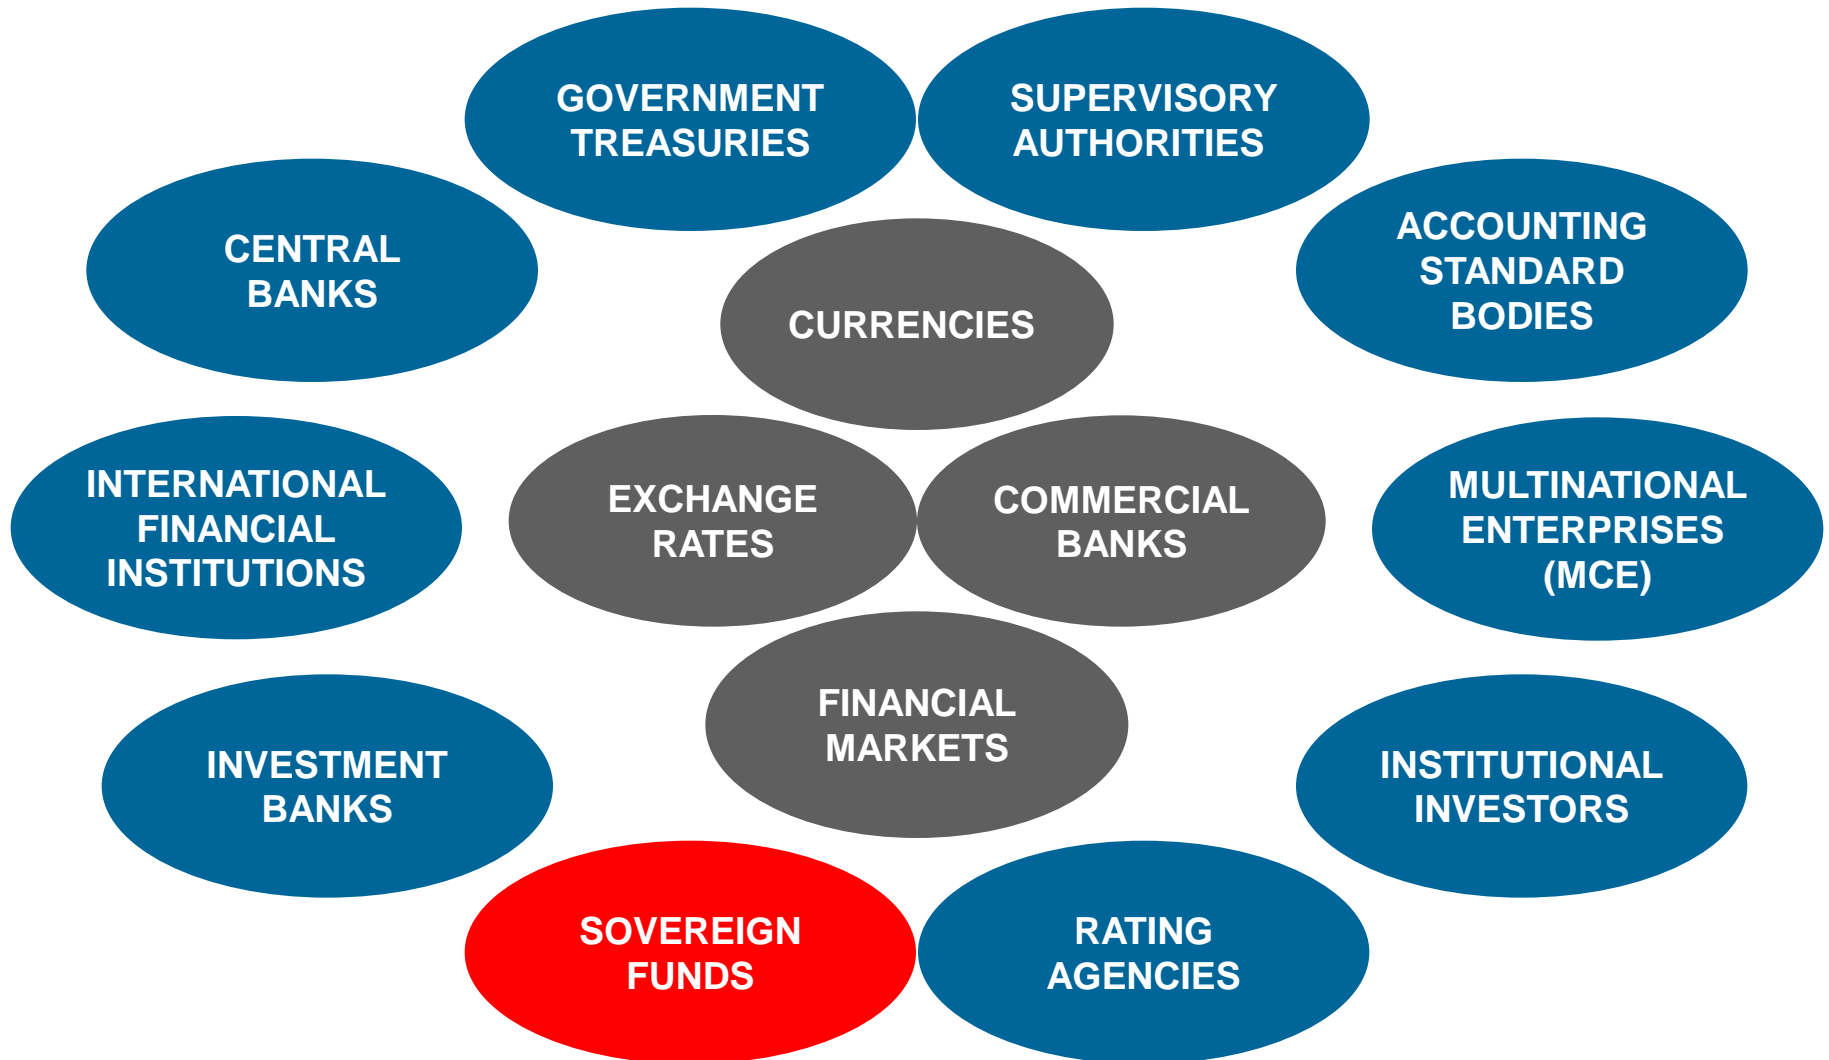 GOVERNMENT
TREASURIES
SUPERVISORY
AUTHORITIES
CENTRAL
BANKS
ACCOUNTING
STANDARD
BODIES
CURRENCIES
INTERNATIONAL
FINANCIAL
INSTITUTIONS
EXCHANGE
RATES
COMMERCIAL
BANKS
MULTINATIONAL
ENTERPRISES
(MCE)
FINANCIAL
MARKETS
INVESTMENT
BANKS
INSTITUTIONAL
INVESTORS
SOVEREIGN
FUNDS
RATING
AGENCIES